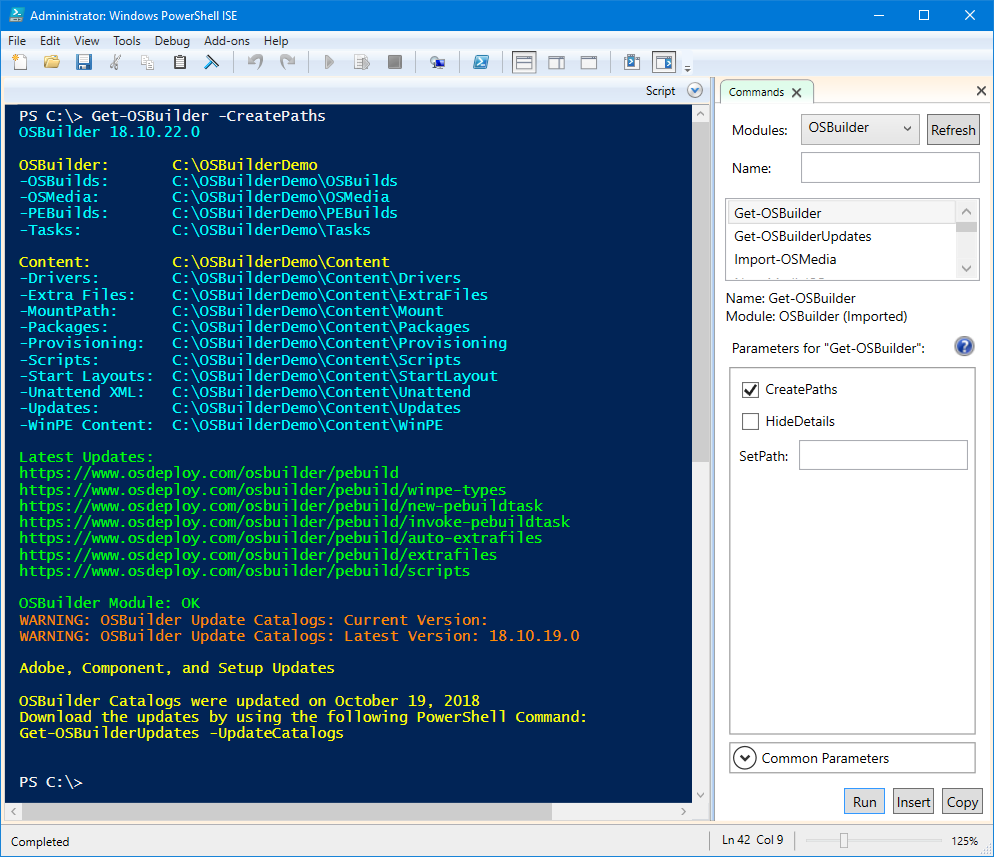 Administrator: Windows PowerShell ISE
File Edit View Tools Debug Add-ons Help
Script
PS C:\> Get-OSBuilder -CreatePaths
OSBuilder 18.10.22.0
OSBuilder: C:\OSBuilderDemo
-OSBuilds: C:\OSBuilderDemo\OSBuilds
-OSMedia: C:\OSBuilderDemo\OSMedia
-PEBuilds: C:\OSBuilderDemo\PEBuilds
-Tasks: C:\OSBuilderDemo\Tasks
Content: C:\OSBuilderDemo\Content
-Drivers: C:\OSBuilderDemo\Content\Drivers
-Extra Files: C:\OSBuilderDemo\Content\ExtraFiles
-MountPath: C:\OSBuilderDemo\Content\Mount
-Packages: C:\OSBuilderDemo\Content\Packages
-Provisioning: C:\OSBuilderDemo\Content\Provisioning
-Scripts: C:\OSBuilderDemo\Content\Scripts
-Start Layouts: C:\OSBuilderDemo\Content\StartLayout
-Unattend XML: C:\OSBuilderDemo\Content\Unattend
-Updates: C:\OSBuilderDemo\Content\Updates
-WinPE Content: C:\OSBuilderDemo\Content\WinPE
Latest Updates:
https://www.osdeploy.com/osbuilder/pebuild
https://www.osdeploy.com/osbuilder/pebuild/winpe-types
https://www.osdeploy.com/osbuilder/pebuild/new-pebuildtask
https://www.osdeploy.com/osbuilder/pebuild/invoke-pebuildtask
https://www.osdeploy.com/osbuilder/pebuild/auto-extrafiles
https://www.osdeploy.com/osbuilder/pebuild/extrafiles
https://www.osdeploy.com/osbuilder/pebuild/scripts
OSBuilder Module: OK
WARNING: OSBuilder Update Catalogs: Current Version:
WARNING: OSBuilder Update Catalogs: Latest Version: 18.10.19.0
Adobe, Component, and Setup Updates
OSBuilder Catalogs were updated on October 19, 2018
Download the updates by using the following PowerShell Command:
Get-OSBuilderUpdates -UpdateCatalogs
PS C:\>
Commands
Modules: OSBuilder Refresh
Name:
Get-OSBuilder
Get-OSBuilderUpdates
Import-OSMedia
Name: Get-OSBuilder
Module: OSBuilder (Imported)
Parameters for "Get-OSBuilder":
CreatePaths
HideDetails
SetPath:
Common Parameters
Run Insert Copy
Completed
Ln 42 Col 9
125%